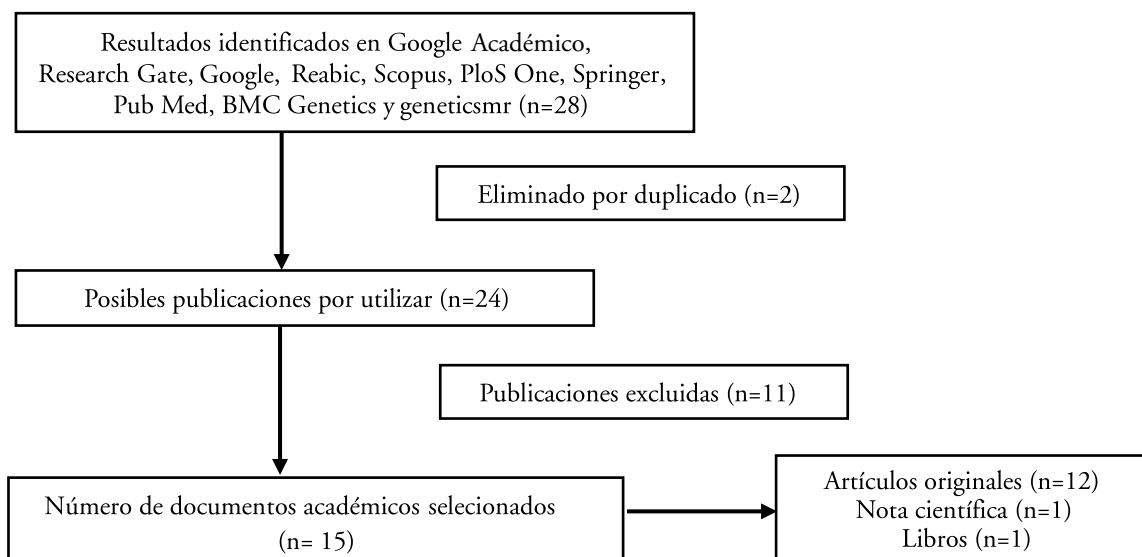 Resultados identificados en Google Académico,
Research Gate, Google, Reabic, Scopus, PloS One, Springer,
Pub Med, BMC Genetics y geneticsmr (n=28)
Eliminado por duplicado (n=2)
Posibles publicaciones por utilizar (n=24)
Publicaciones excluidas (n=11)
Número de documentos académicos selecionados
(n= 15)
Artículos originales (n=12)
Nota científica (n=1)
Libros (n=1)